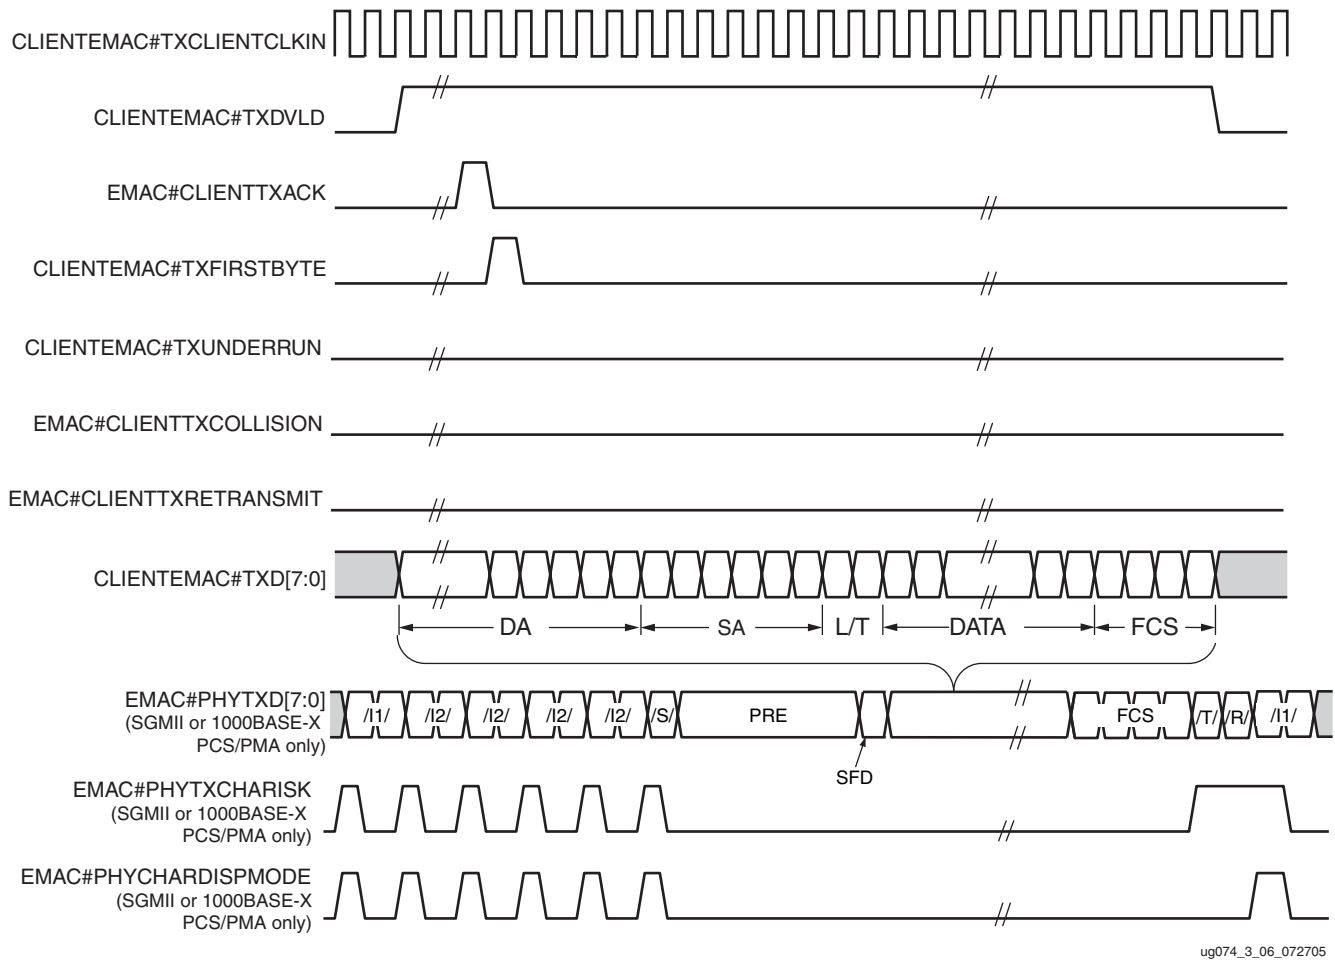 CLIENTEMAC#TXCLIENTCLKIN
CLIENTEMAC#TXDVLD
EMAC#CLIENTTXACK
CLIENTEMAC#TXFIRSTBYTE
CLIENTEMAC#TXUNDERRUN
EMAC#CLIENTTXCOLLISION
EMAC#CLIENTTXRETRANSMIT
CLIENTEMAC#TXD[7:0]
DA SA L/T DATA FCS
EMAC#PHYTXD[7:0]
(SGMII or 1000BASE-X
PCS/PMA only)
/I1/ /I2/ /I2/ /I2/ /I2/ /S/ PRE FCS /T/ /R/ /I1/
SFD
EMAC#PHYTXCHARISK
(SGMII or 1000BASE-X
PCS/PMA only)
EMAC#PHYCHARDISPMODE
(SGMII or 1000BASE-X
PCS/PMA only)
ug074_3_06_072705